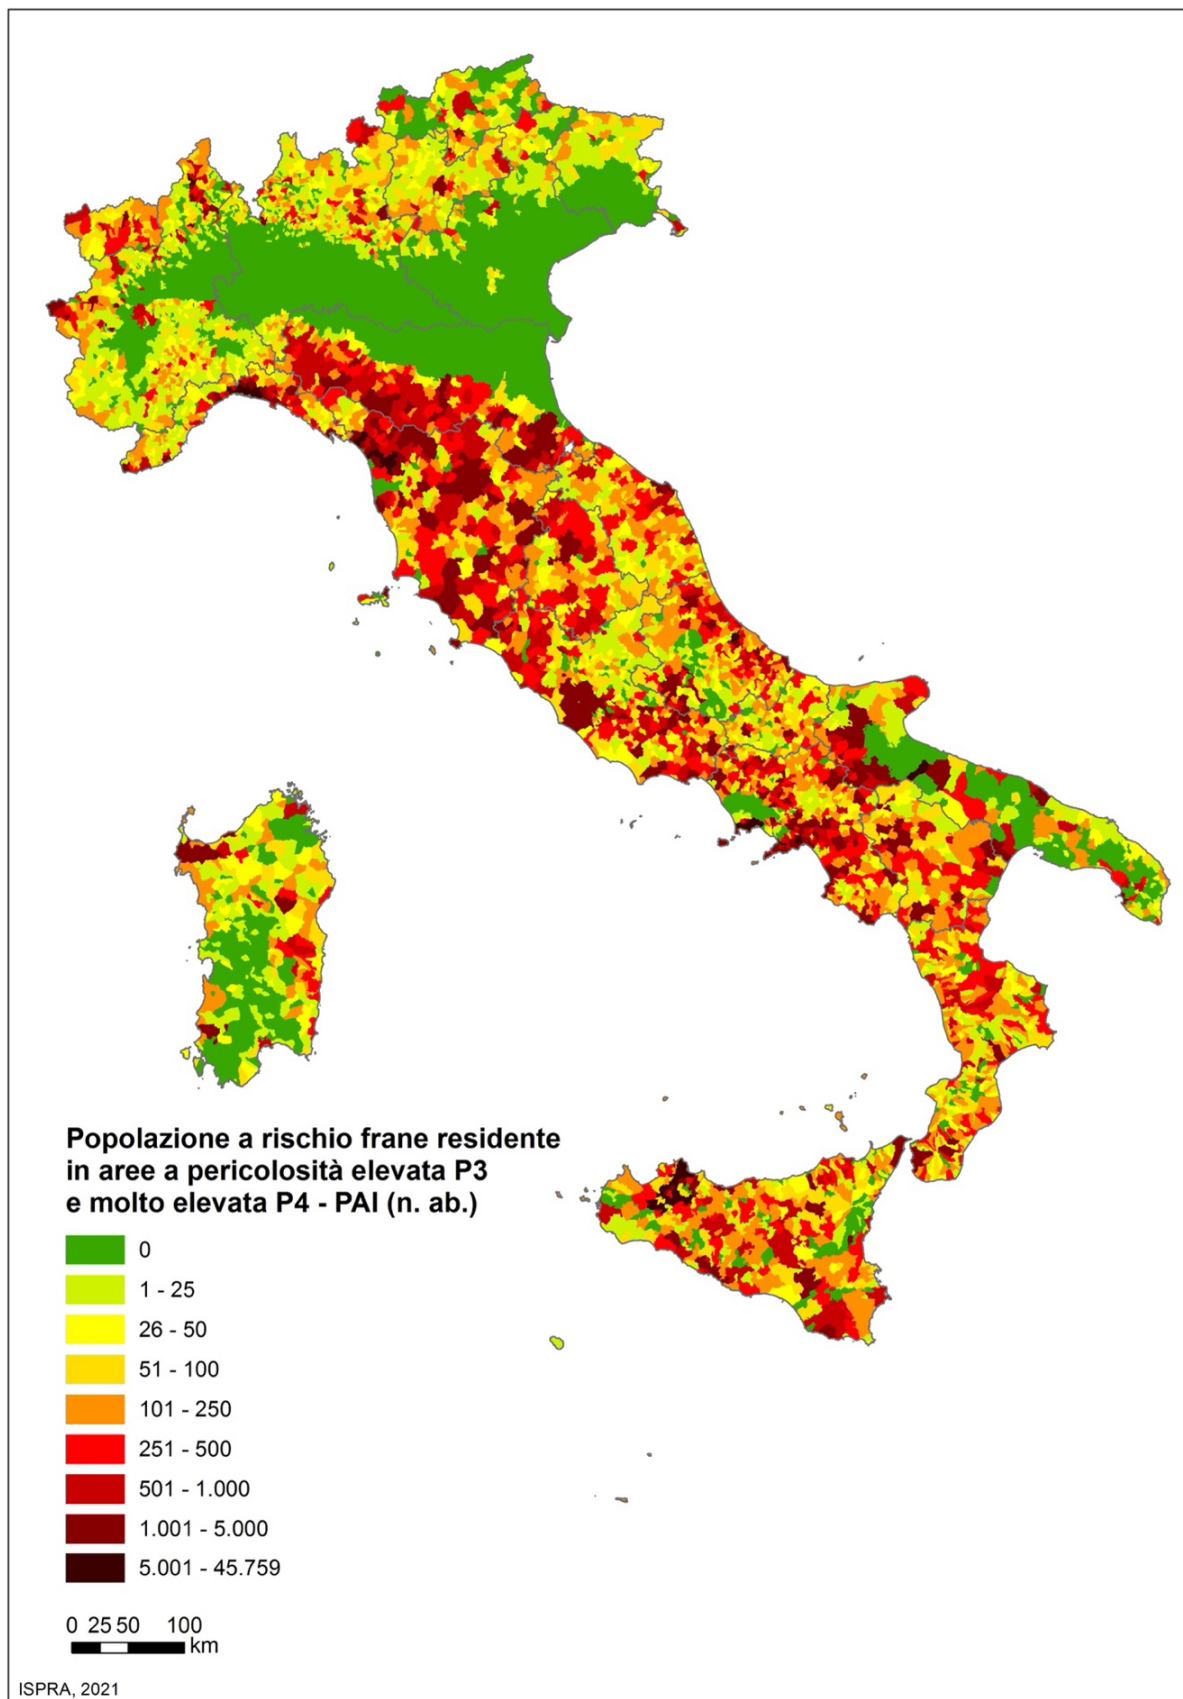 Popolazione a rischio frane residente
in aree a pericolosità elevata P3
e molto elevata P4 - PAI (n. ab.)
0
1 - 25
26 - 50
51 - 100
101 - 250
251 - 500
501 - 1.000
1.001 - 5.000
5.001 - 45.759
0 25 50 100
km
ISPRA, 2021